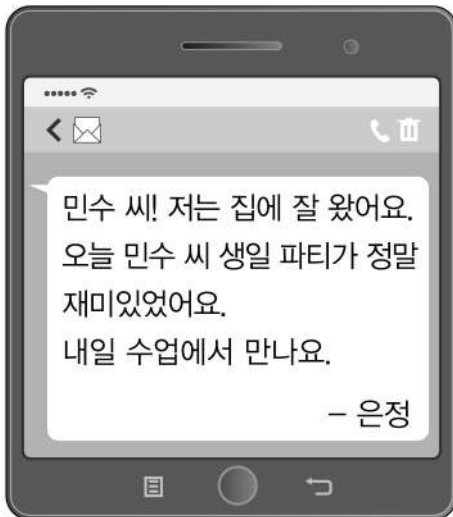 민수 씨! 저는 집에 잘 왔어요.
오늘 민수 씨 생일 파티가 정말
재미있었어요.
내일 수업에서 만나요.
– 은정